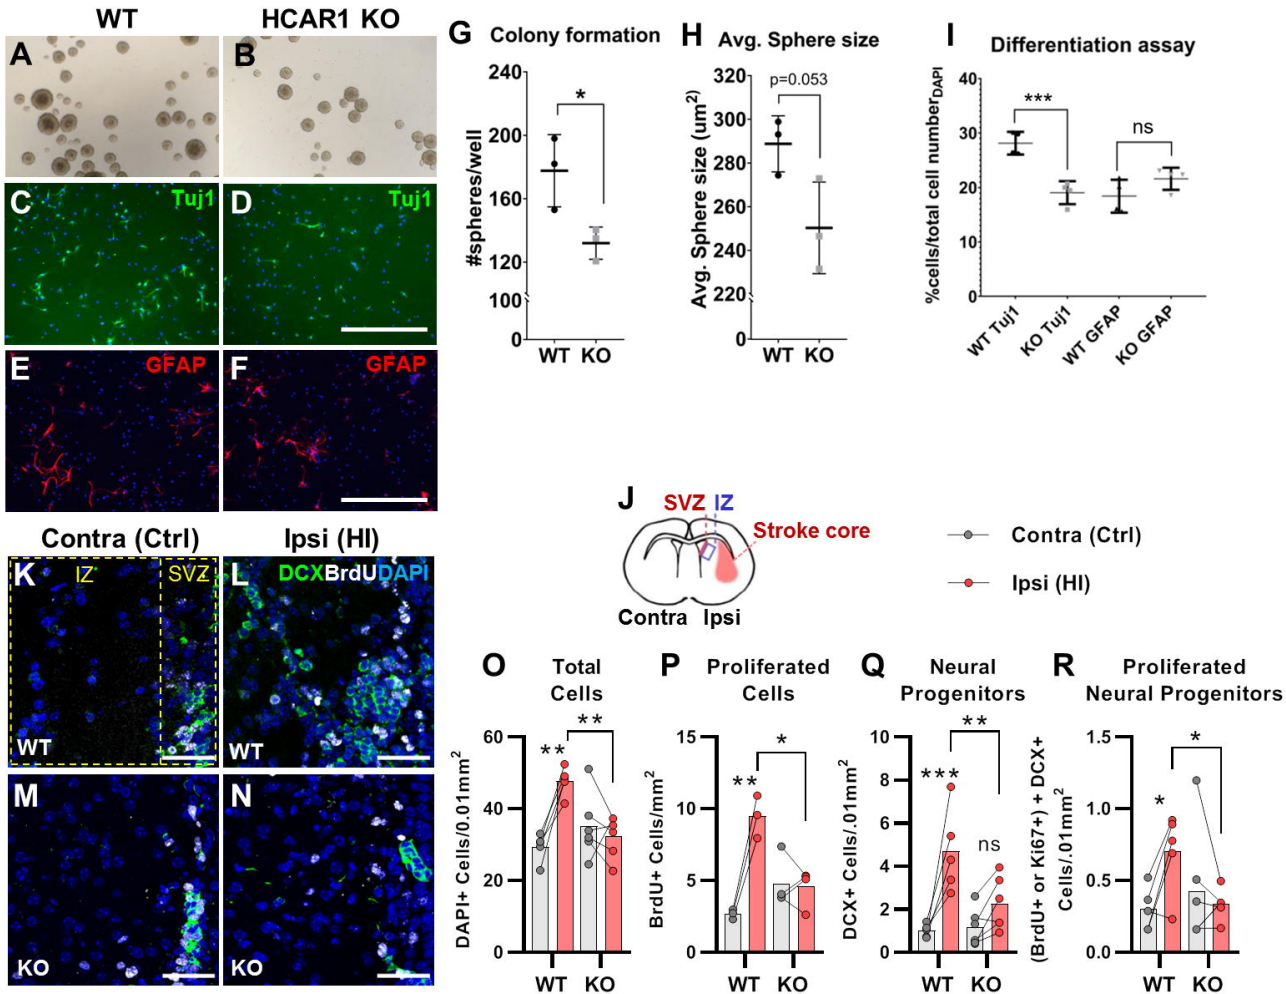 WT
HCAR1 KO
A
B
C
Tuj1
D
Tuj1
E
GFAP
F
GFAP
G
Colony formation
#spheres/well
240
200
160
120
100
0
*
WT
KO
H
Avg. Sphere size
Avg. Sphere size (um²)
320
300
280
260
240
220
0
p=0.053
WT
KO
I
Differentiation assay
%cells/total cell numberDAPI
40
30
20
10
0
***
ns
WT Tuj1
KO Tuj1
WT GFAP
KO GFAP
J
SVZ
IZ
Stroke core
Contra
Ipsi
Contra (Ctrl)
Ipsi (HI)
Contra (Ctrl)
Ipsi (HI)
K
IZ
SVZ
WT
L
DCXBrdUDAPI
WT
M
KO
N
KO
O
Total
Cells
DAPI+ Cells/0.01mm²
60
40
20
0
**
**
WT
KO
P
Proliferated
Cells
BrdU+ Cells/mm²
15
10
5
0
**
*
WT
KO
Q
Neural
Progenitors
DCX+ Cells/.01mm²
10
8
6
4
2
0
***
**
ns
WT
KO
R
Proliferated
Neural Progenitors
(BrdU+ or Ki67+) + DCX+
Cells/.01mm²
1.5
1.0
0.5
0.0
*
*
WT
KO